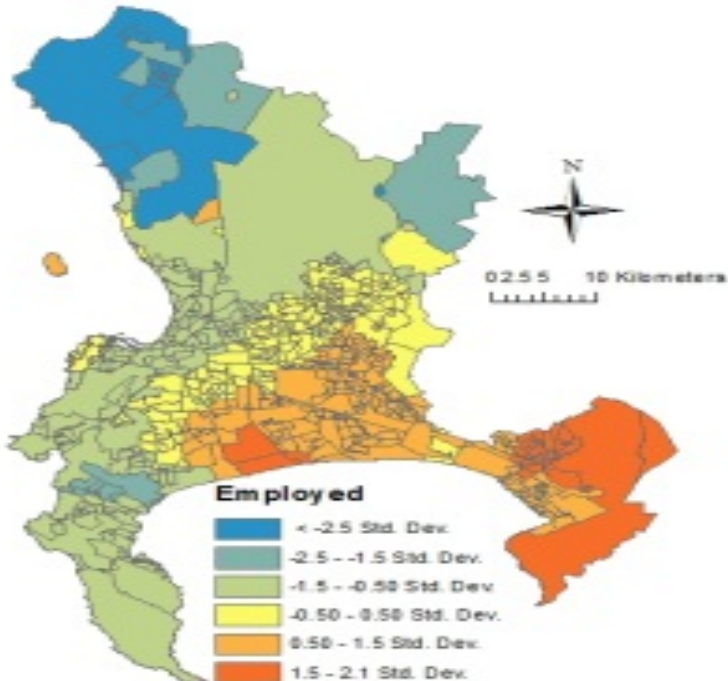 N
0 2.5 5 10 Kilometers
Employed
< -2.5 Std. Dev.
-2.5 - -1.5 Std. Dev.
-1.5 - -0.50 Std. Dev.
-0.50 - 0.50 Std. Dev.
0.50 - 1.5 Std. Dev.
1.5 - 2.1 Std. Dev.